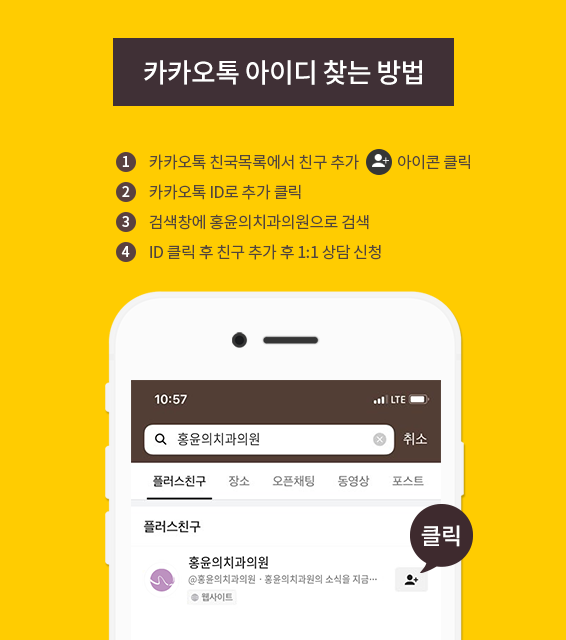 카카오톡 아이디 찾는 방법
1 카카오톡 친국목록에서 친구 추가 아이콘 클릭
2 카카오톡 ID로 추가 클릭
3 검색창에 홍윤의치과의원으로 검색
4 ID 클릭 후 친구 추가 후 1:1 상담 신청
10:57 LTE
홍윤의치과의원 취소
플러스친구 장소 오픈채팅 동영상 포스트
플러스친구
클릭
홍윤의치과의원
@홍윤의치과의원 · 홍윤의치과의원의 소식을 지금…
웹사이트